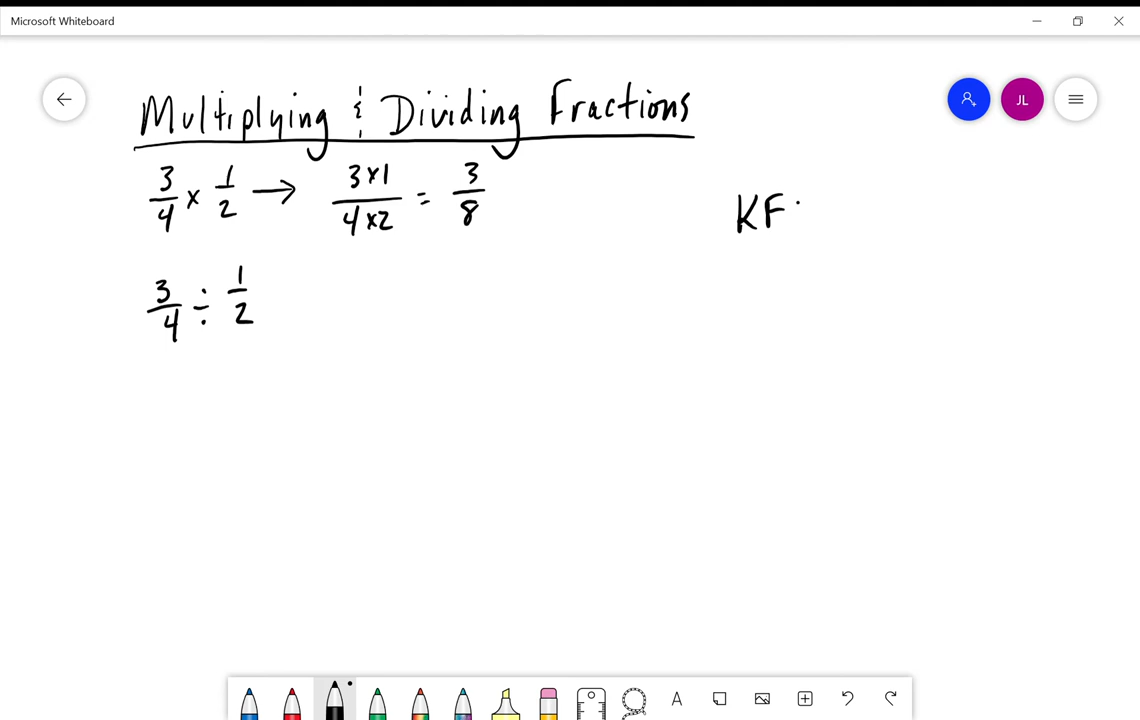 Microsoft Whiteboard
Multiplying & Dividing Fractions
JL
3/4 × 1/2 → 3×1/4×2 = 3/8
KF
3/4 ÷ 1/2
A